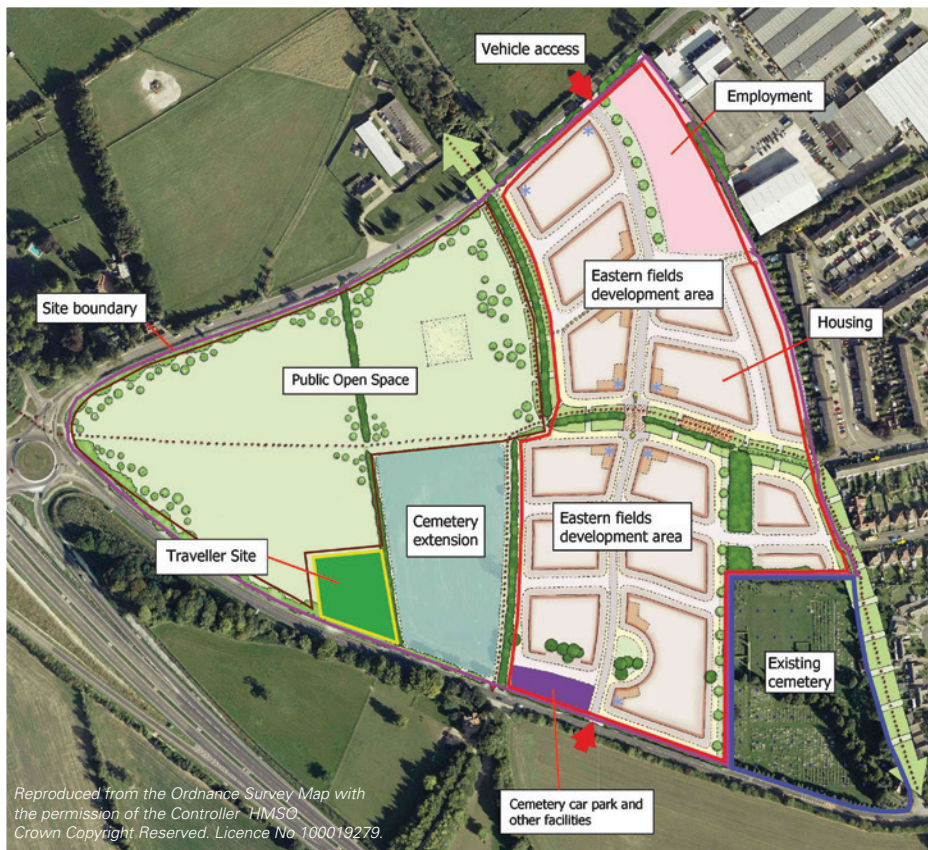 Vehicle access
Employment
Eastern fields
development area
Site boundary
Housing
Public Open Space
Cemetery
extension
Eastern fields
development area
Traveller Site
Existing
cemetery
Cemetery car park and
other facilities
Reproduced from the Ordnance Survey Map with
the permission of the Controller HMSO.
Crown Copyright Reserved. Licence No 100019279.